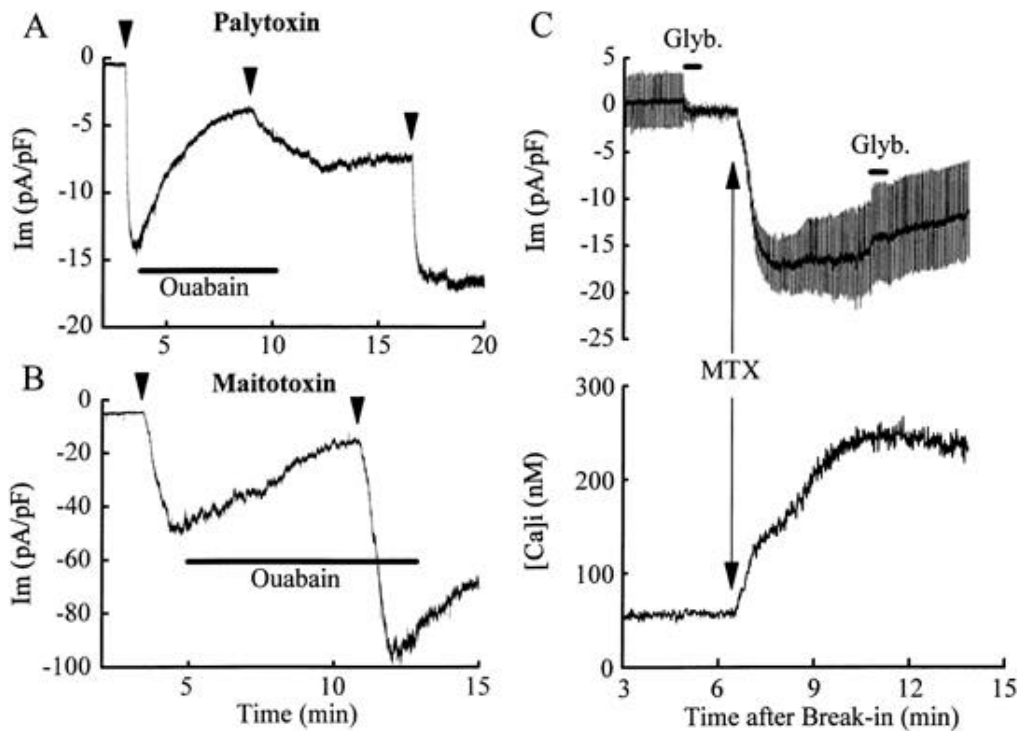 A
Palytoxin
0
-5
-10
-15
-20
Im (pA/pF)
Ouabain
5
10
15
20
B
Maitotoxin
0
-20
-40
-60
-80
-100
Im (pA/pF)
Ouabain
5
10
15
Time (min)
C
Glyb.
5
0
-5
-10
-15
-20
-25
Im (pA/pF)
Glyb.
MTX
300
200
100
0
[Ca]i (nM)
3
6
9
12
15
Time after Break-in (min)